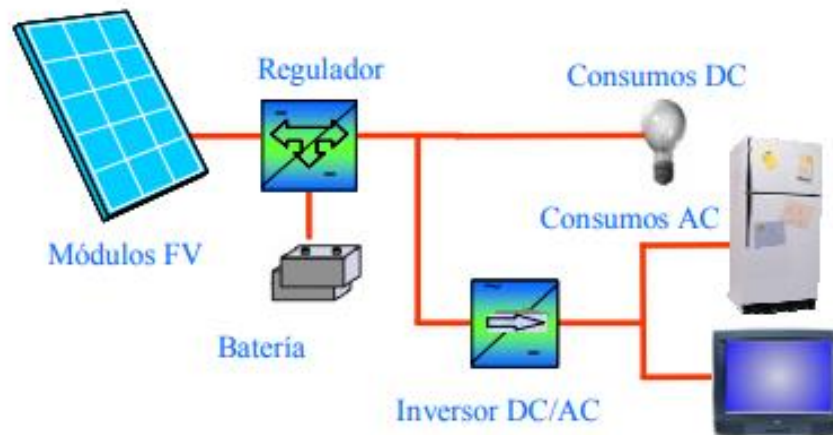 Regulador
Consumos DC
Módulos FV
Consumos AC
Batería
Inversor DC/AC